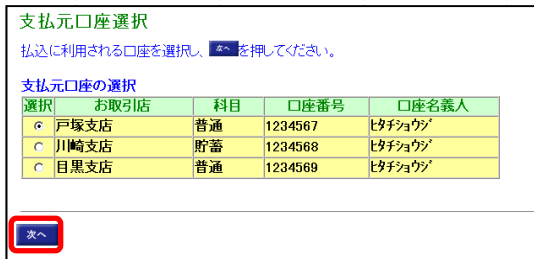 支払元口座選択
払込に利用される口座を選択し、次へを押してください。
支払元口座の選択
選択 お取引店 科目 口座番号 口座名義人
戸塚支店 普通 1234567 ﾋﾀﾁｼｮｳｼﾞ
川崎支店 貯蓄 1234568 ﾋﾀﾁｼｮｳｼﾞ
目黒支店 普通 1234569 ﾋﾀﾁｼｮｳｼﾞ
次へ